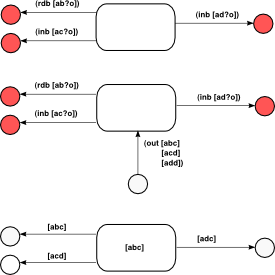 (rdb [ab?o])
(inb [ad?o])
(inb [ac?o])
(rdb [ab?o])
(inb [ad?o])
(inb [ac?o])
(out [abc]
[acd]
[add])
[abc]
[adc]
[abc]
[acd]